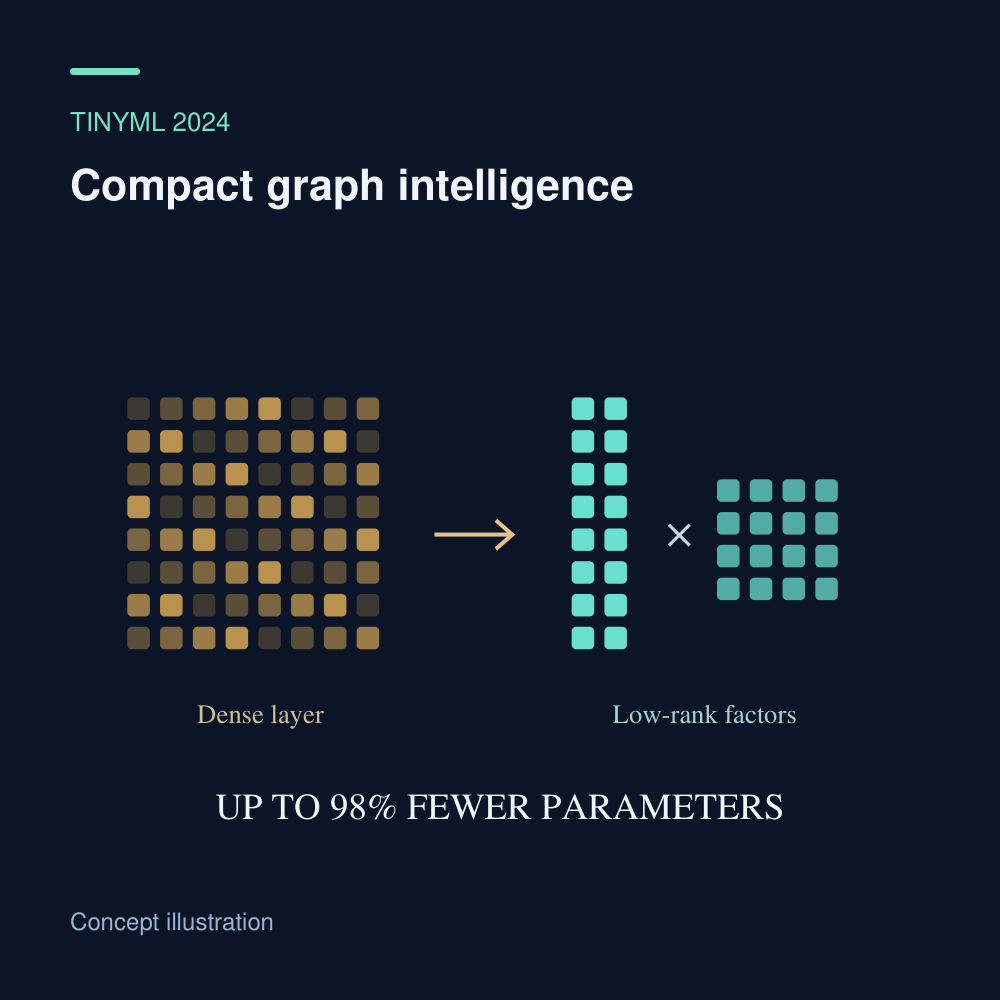 TINYML 2024
Compact graph intelligence
×
Dense layer
Low-rank factors
UP TO 98% FEWER PARAMETERS
Concept illustration